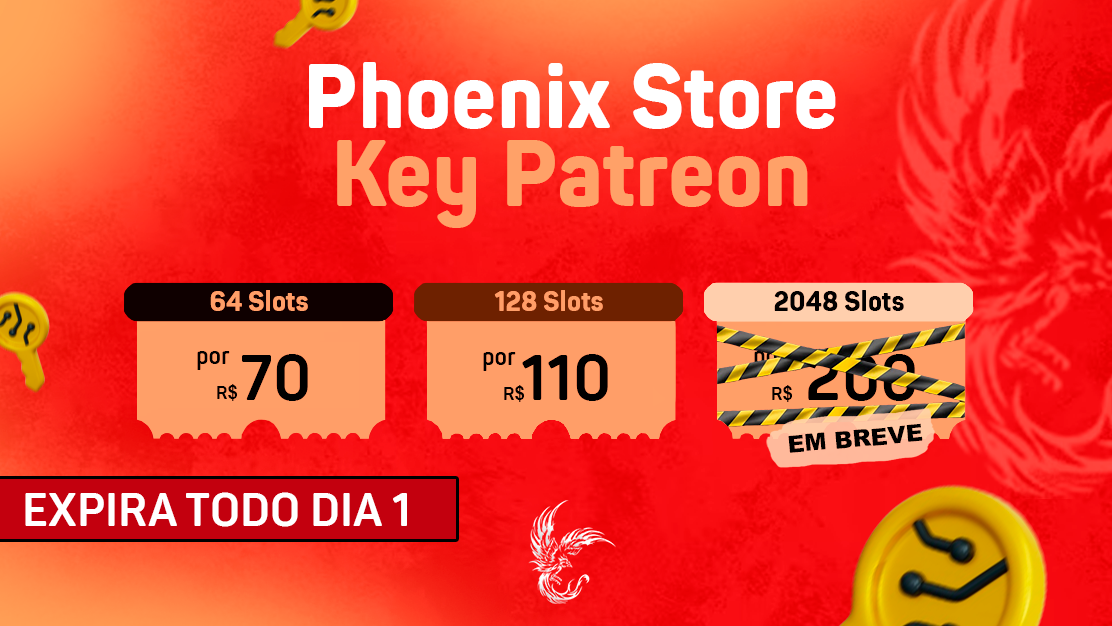 Phoenix Store
Key Patreon
64 Slots
por
R$ 70
128 Slots
por
R$ 110
2048 Slots
R$ 200
EM BREVE
EXPIRA TODO DIA 1